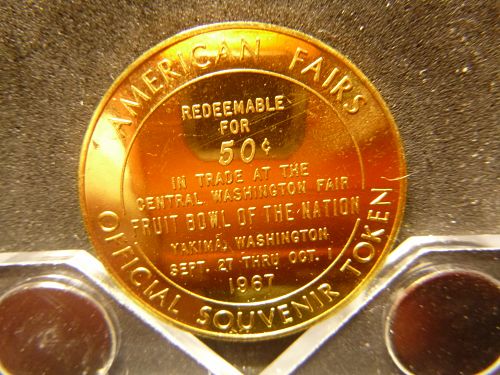 AMERICAN FAIRS
REDEEMABLE
FOR
50¢
IN TRADE AT THE
CENTRAL WASHINGTON FAIR
FRUIT BOWL OF THE NATION
YAKIMA, WASHINGTON
SEPT. 27 THRU OCT. 1
1967
OFFICIAL SOUVENIR TOKEN